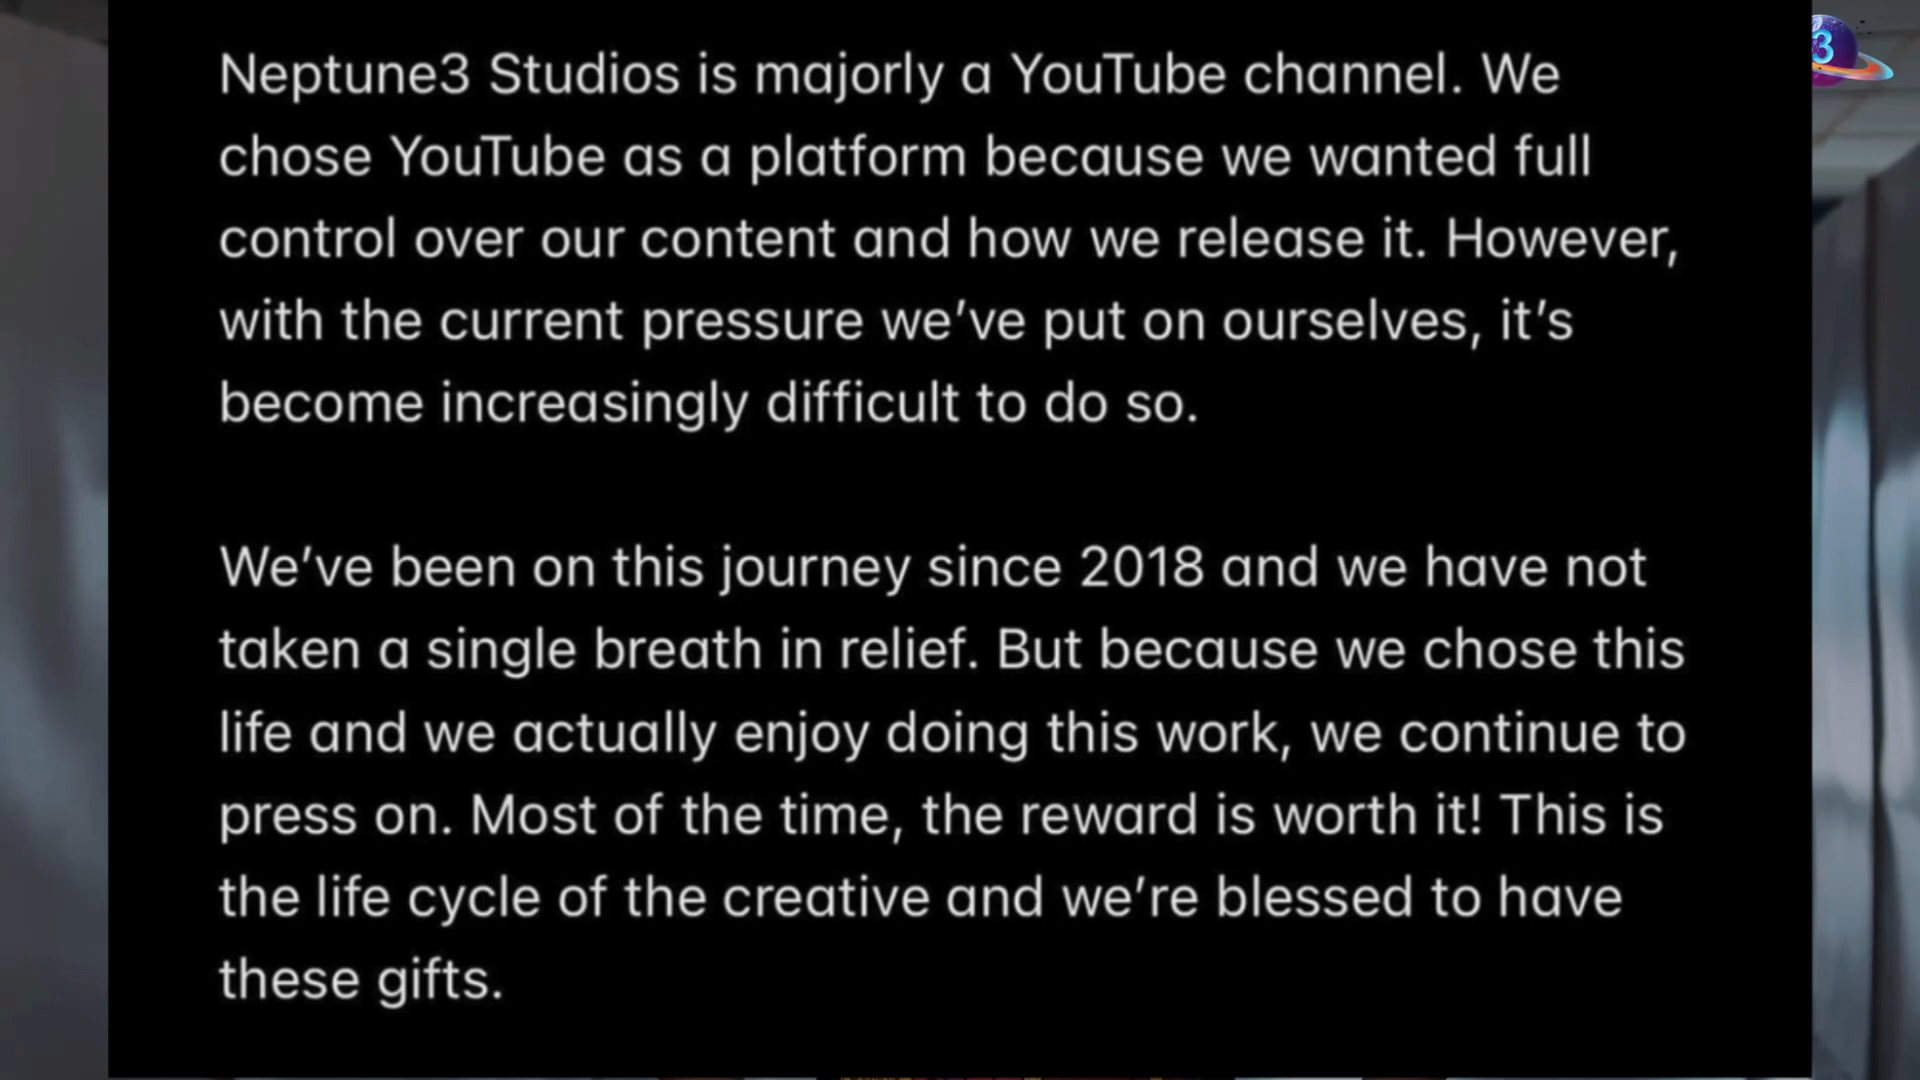 3
Neptune3 Studios is majorly a YouTube channel. We
chose YouTube as a platform because we wanted full
control over our content and how we release it. However,
with the current pressure we’ve put on ourselves, it’s
become increasingly difficult to do so.
We’ve been on this journey since 2018 and we have not
taken a single breath in relief. But because we chose this
life and we actually enjoy doing this work, we continue to
press on. Most of the time, the reward is worth it! This is
the life cycle of the creative and we’re blessed to have
these gifts.